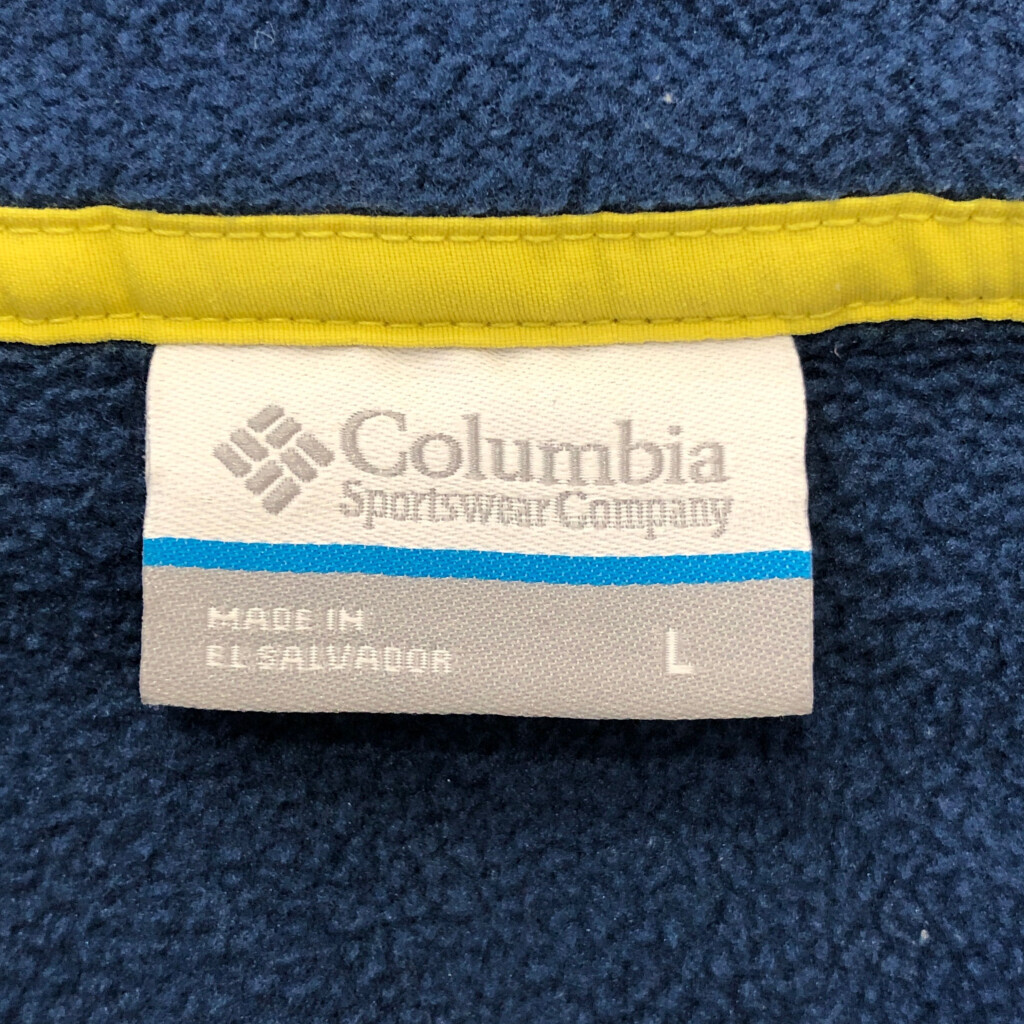 Columbia
Sportswear Company
MADE IN
EL SALVADOR
L